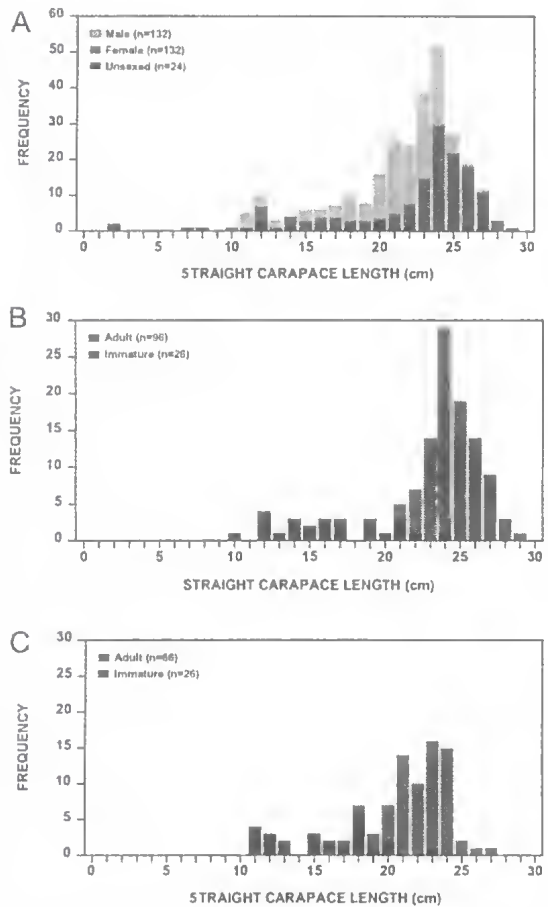 A
60
50
40
30
20
10
0
FREQUENCY
Male (n=132)
Female (n=132)
Unsexed (n=24)
0 5 10 15 20 25 30
STRAIGHT CARAPACE LENGTH (cm)
B
30
25
20
15
10
5
0
FREQUENCY
Adult (n=96)
Immature (n=26)
0 5 10 15 20 25 30
STRAIGHT CARAPACE LENGTH (cm)
C
30
25
20
15
10
5
0
FREQUENCY
Adult
Immature (n=26)
0 5 10 15 20 25 30
STRAIGHT CARAPACE LENGTH (cm)